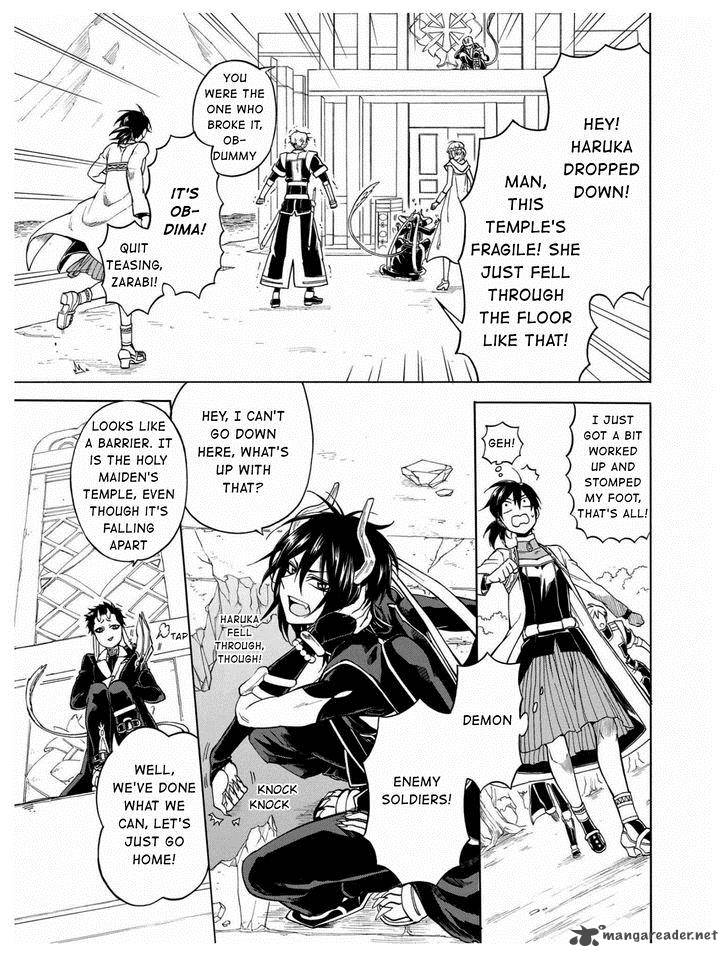 HEY!
HARUKA
DROPPED
DOWN!
MAN,
THIS
TEMPLE'S
FRAGILE! SHE
JUST FELL
THROUGH
THE FLOOR
LIKE THAT!
YOU
WERE THE
ONE WHO
BROKE IT,
OB-
DUMMY
IT'S
OB-
DIMA!
QUIT
TEASING,
ZARABI!
I JUST
GOT A BIT
WORKED
UP AND
STOMPED
MY FOOT,
THAT'S ALL!
GEH!
DEMON
ENEMY
SOLDIERS!
HEY, I CAN'T
GO DOWN
HERE, WHAT'S
UP WITH
THAT?
HARUKA
FELL
THROUGH,
THOUGH!
KNOCK
KNOCK
LOOKS LIKE
A BARRIER. IT
IS THE HOLY
MAIDEN'S
TEMPLE, EVEN
THOUGH IT'S
FALLING
APART
TAP
WELL,
WE'VE DONE
WHAT WE
CAN, LET'S
JUST GO
HOME!
mangareader.net